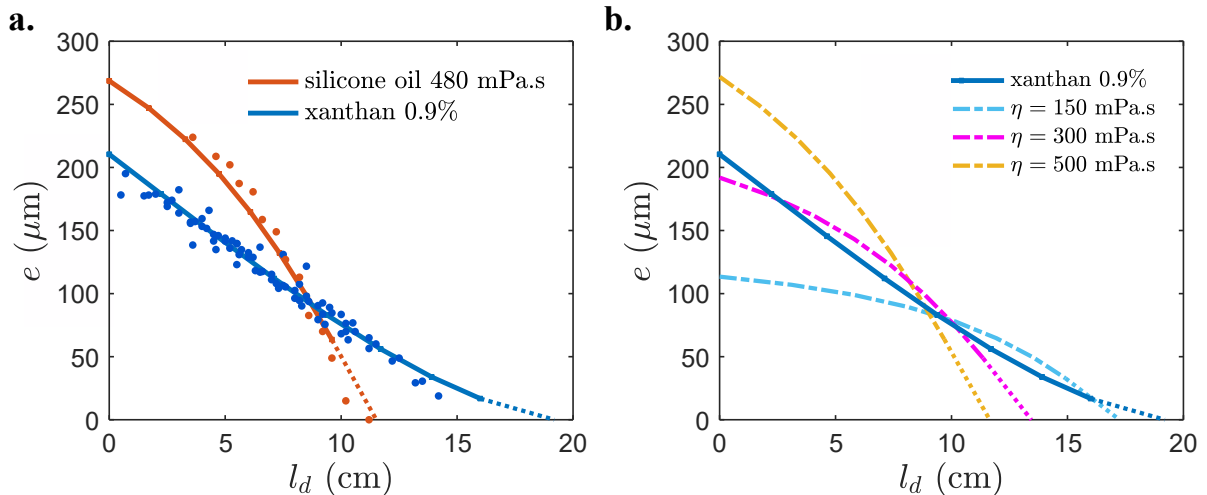 a.
300
250
200
150
100
50
0
e (μm)
silicone oil 480 mPa.s
xanthan 0.9%
0 5 10 15 20
l_d (cm)
b.
300
250
200
150
100
50
0
e (μm)
xanthan 0.9%
η = 150 mPa.s
η = 300 mPa.s
η = 500 mPa.s
0 5 10 15 20
l_d (cm)